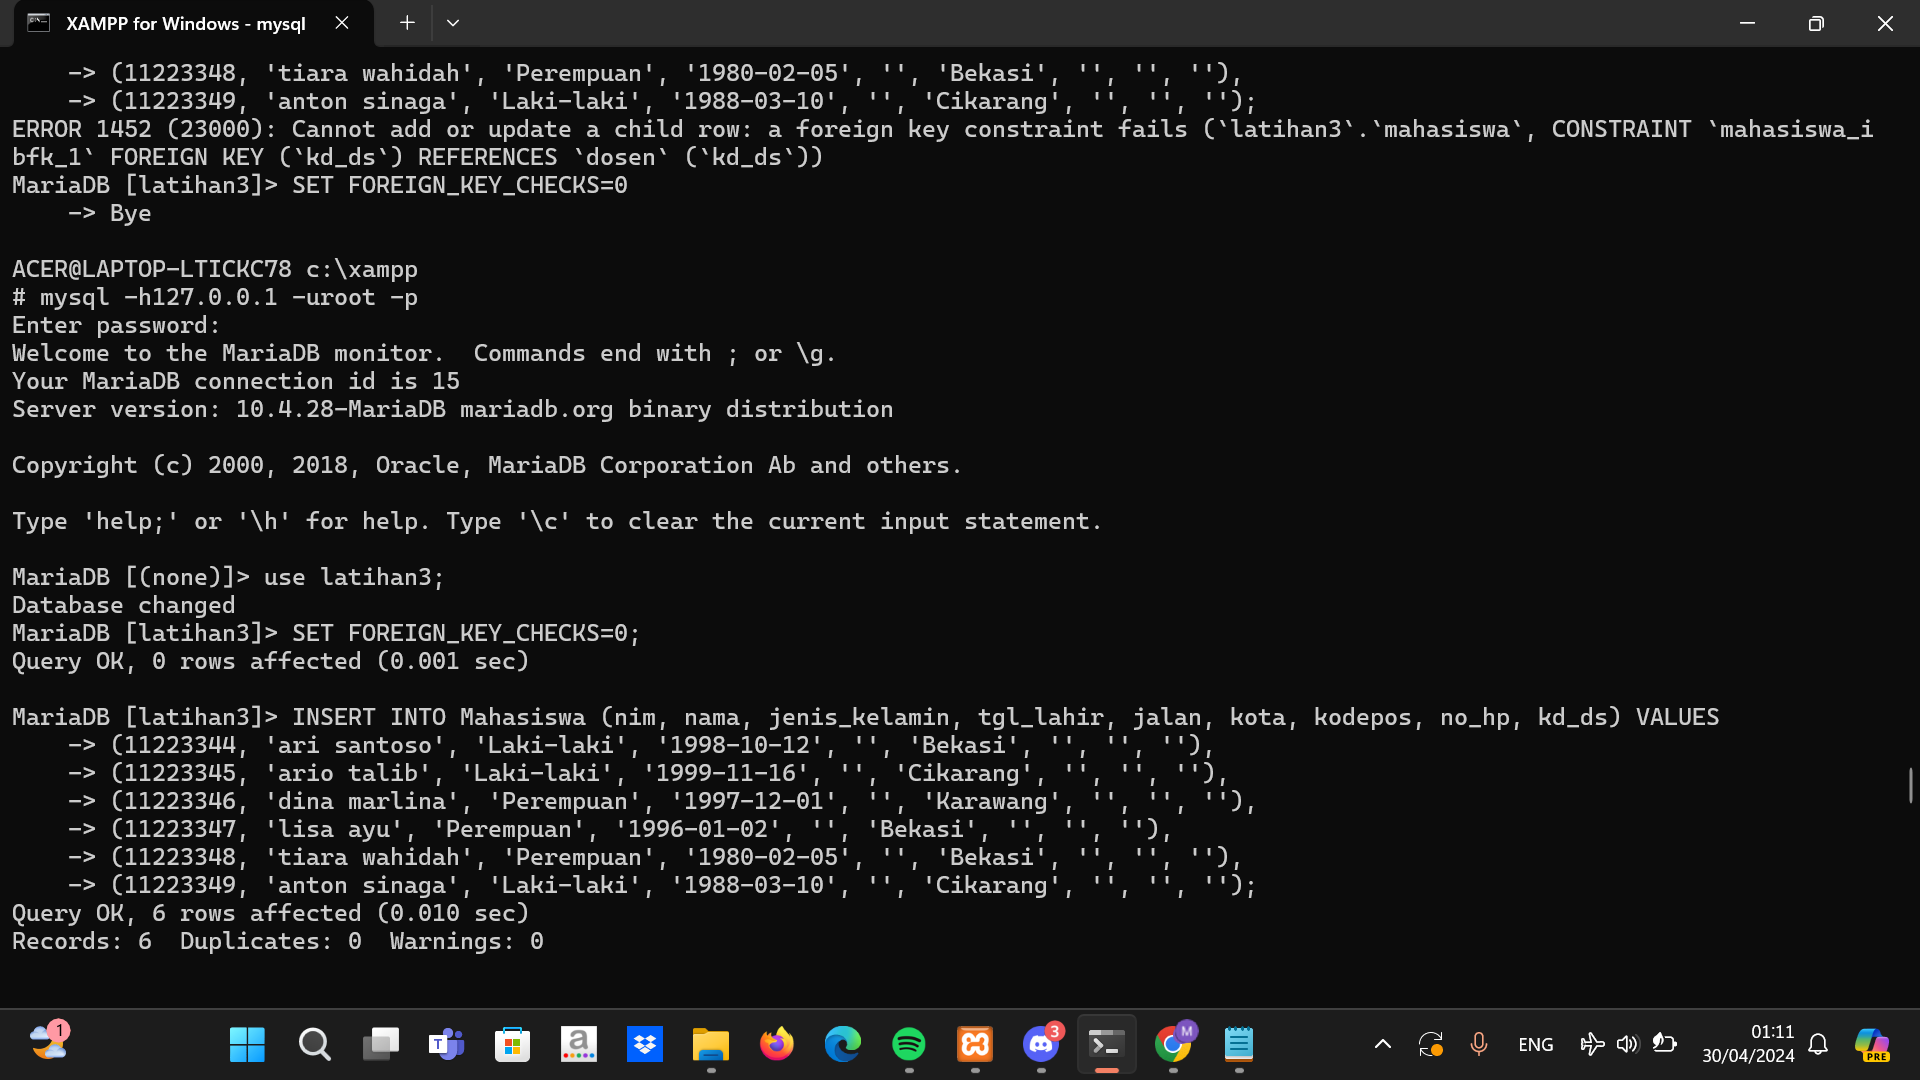 XAMPP for Windows - mysql
    -> (11223348, 'tiara wahidah', 'Perempuan', '1980-02-05', '', 'Bekasi', '', '', ''),
    -> (11223349, 'anton sinaga', 'Laki-laki', '1988-03-10', '', 'Cikarang', '', '', '');
ERROR 1452 (23000): Cannot add or update a child row: a foreign key constraint fails (`latihan3`.`mahasiswa`, CONSTRAINT `mahasiswa_i
bfk_1` FOREIGN KEY (`kd_ds`) REFERENCES `dosen` (`kd_ds`))
MariaDB [latihan3]> SET FOREIGN_KEY_CHECKS=0
    -> Bye
ACER@LAPTOP-LTICKC78 c:\xampp
# mysql -h127.0.0.1 -uroot -p
Enter password:
Welcome to the MariaDB monitor.  Commands end with ; or \g.
Your MariaDB connection id is 15
Server version: 10.4.28-MariaDB mariadb.org binary distribution
Copyright (c) 2000, 2018, Oracle, MariaDB Corporation Ab and others.
Type 'help;' or '\h' for help. Type '\c' to clear the current input statement.
MariaDB [(none)]> use latihan3;
Database changed
MariaDB [latihan3]> SET FOREIGN_KEY_CHECKS=0;
Query OK, 0 rows affected (0.001 sec)
MariaDB [latihan3]> INSERT INTO Mahasiswa (nim, nama, jenis_kelamin, tgl_lahir, jalan, kota, kodepos, no_hp, kd_ds) VALUES
    -> (11223344, 'ari santoso', 'Laki-laki', '1998-10-12', '', 'Bekasi', '', '', ''),
    -> (11223345, 'ario talib', 'Laki-laki', '1999-11-16', '', 'Cikarang', '', '', ''),
    -> (11223346, 'dina marlina', 'Perempuan', '1997-12-01', '', 'Karawang', '', '', ''),
    -> (11223347, 'lisa ayu', 'Perempuan', '1996-01-02', '', 'Bekasi', '', '', ''),
    -> (11223348, 'tiara wahidah', 'Perempuan', '1980-02-05', '', 'Bekasi', '', '', ''),
    -> (11223349, 'anton sinaga', 'Laki-laki', '1988-03-10', '', 'Cikarang', '', '', '');
Query OK, 6 rows affected (0.010 sec)
Records: 6  Duplicates: 0  Warnings: 0
1
T
a
3
M
ENG
01:11
30/04/2024
PRE